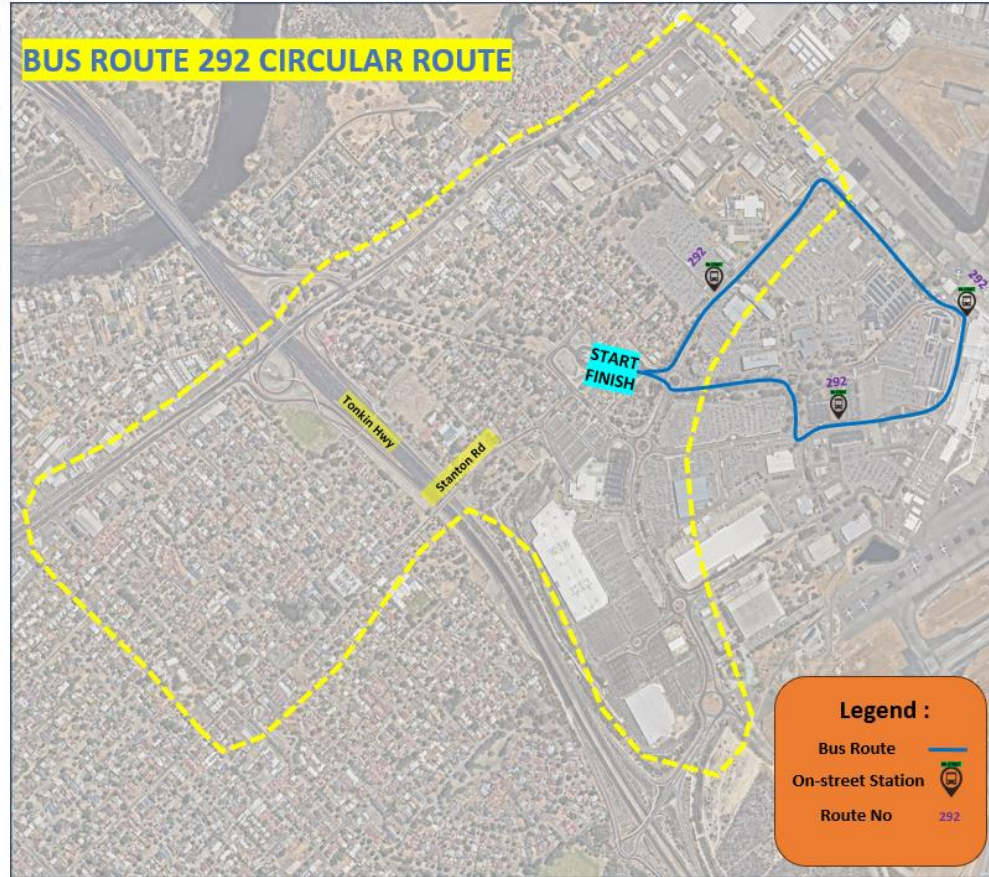 BUS ROUTE 292 CIRCULAR ROUTE
292
292
START
FINISH
292
Tonkin Hwy
Stanton Rd
Legend :
Bus Route
On-street Station
Route No
292